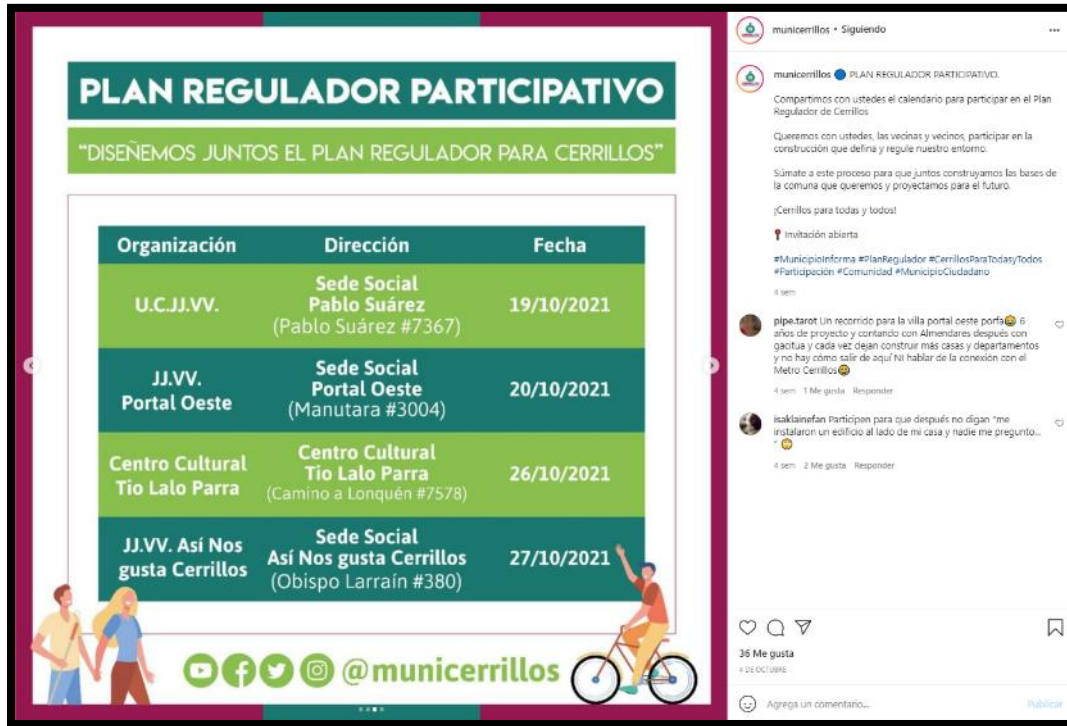 PLAN REGULADOR PARTICIPATIVO
"DISEÑEMOS JUNTOS EL PLAN REGULADOR PARA CERRILLOS"
Organización Dirección Fecha
U.C.JJ.VV.
Sede Social
Pablo Suárez
(Pablo Suárez #7367)
19/10/2021
JJ.VV.
Portal Oeste
Sede Social
Portal Oeste
(Manutara #3004)
20/10/2021
Centro Cultural
Tio Lalo Parra
Centro Cultural
Tio Lalo Parra
(Camino a Lonquén #7578)
26/10/2021
JJ.VV. Así Nos
gusta Cerrillos
Sede Social
Así Nos gusta Cerrillos
(Obispo Larraín #380)
27/10/2021
@municerrillos
municerrillos • Siguiendo
municerrillos PLAN REGULADOR PARTICIPATIVO.
Compartimos con ustedes el calendario para participar en el Plan
Regulador de Cerrillos
Queremos con ustedes, las vecinas y vecinos, participar en la
construcción que defina y regule nuestro entorno.
Súmate a este proceso para que juntos construyamos las bases de
la comuna que queremos y proyectamos para el futuro.
¡Cerrillos para todas y todos!
Invitación abierta
#MunicipioInforma #PlanRegulador #CerrillosParaTodasyTodos
#Participación #Comunidad #MunicipioCiudadano
4 sem
pipe.tarot Un recorrido para la villa portal oeste porfa 6
años de proyecto y contando con Almendares después con
gacitua y cada vez dejan construir más casas y departamentos
y no hay cómo salir de aquí NI hablar de la conexión con el
Metro Cerrillos
4 sem 1 Me gusta Responder
isaklainefan Participen para que después no digan "me
instalaron un edificio al lado de mi casa y nadie me pregunto...
"
4 sem 2 Me gusta Responder
36 Me gusta
DE OCTUBRE
Agrega un comentario...
Publicar